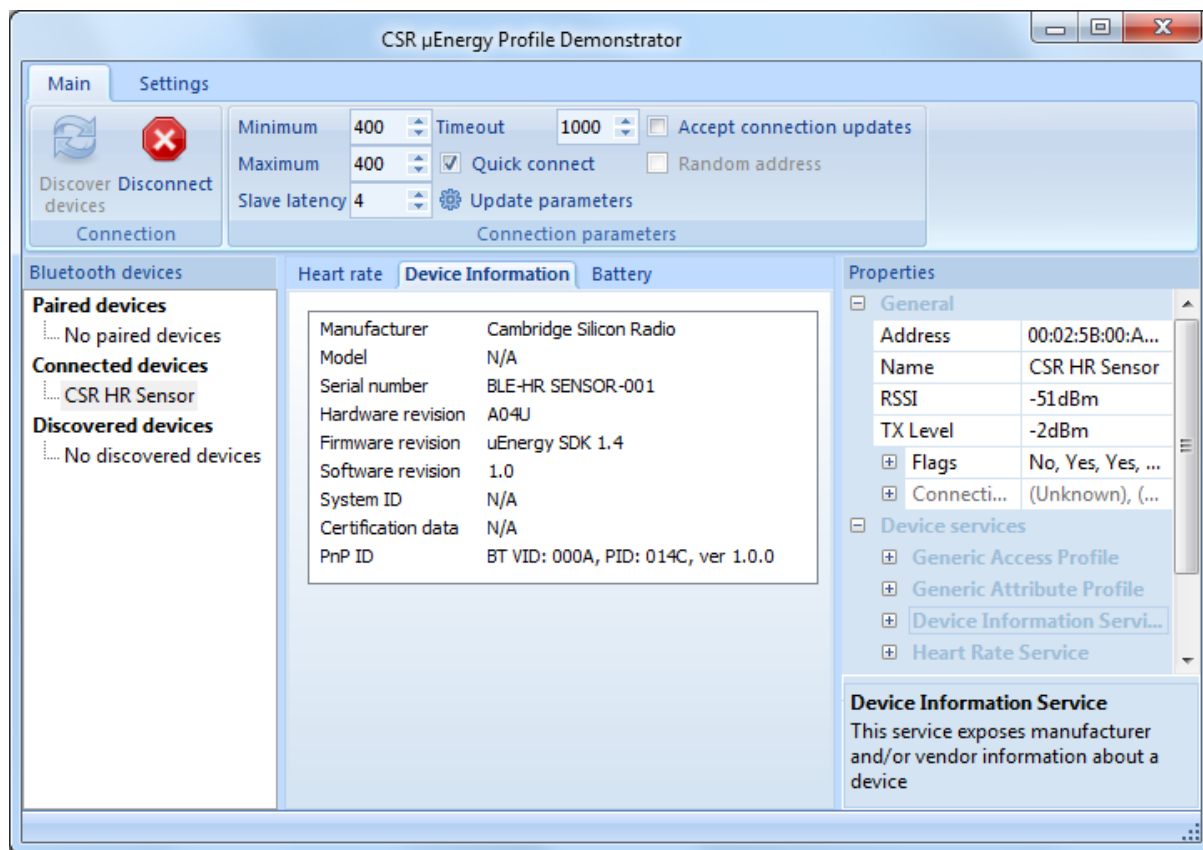 CSR µEnergy Profile Demonstrator
Main Settings
Minimum 400 Timeout 1000 Accept connection updates
Maximum 400 Quick connect Random address
Slave latency 4 Update parameters
Discover devices
Disconnect
Connection
Connection parameters
Bluetooth devices
Paired devices
No paired devices
Connected devices
CSR HR Sensor
Discovered devices
No discovered devices
Heart rate Device Information Battery
Manufacturer Cambridge Silicon Radio
Model N/A
Serial number BLE-HR SENSOR-001
Hardware revision A04U
Firmware revision uEnergy SDK 1.4
Software revision 1.0
System ID N/A
Certification data N/A
PnP ID BT VID: 000A, PID: 014C, ver 1.0.0
Properties
General
Address 00:02:5B:00:A...
Name CSR HR Sensor
RSSI -51dBm
TX Level -2dBm
Flags No, Yes, Yes, ...
Connecti... (Unknown), (...
Device services
Generic Access Profile
Generic Attribute Profile
Device Information Servi...
Heart Rate Service
Device Information Service
This service exposes manufacturer
and/or vendor information about a
device